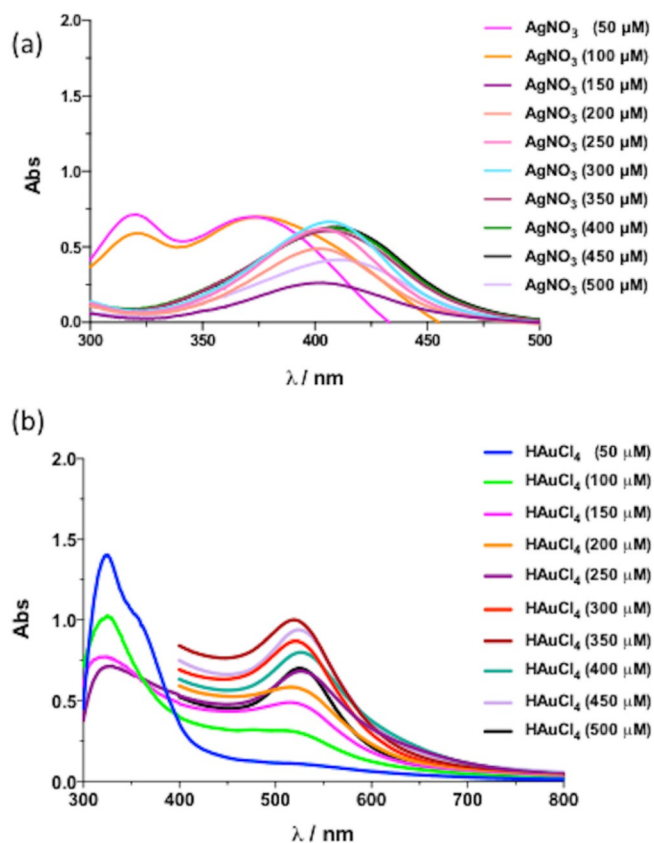 (a)
2.0
1.5
1.0
0.5
0.0
Abs
300 350 400 450 500
λ / nm
AgNO3 (50 μM)
AgNO3 (100 μM)
AgNO3 (150 μM)
AgNO3 (200 μM)
AgNO3 (250 μM)
AgNO3 (300 μM)
AgNO3 (350 μM)
AgNO3 (400 μM)
AgNO3 (450 μM)
AgNO3 (500 μM)
(b)
2.0
1.5
1.0
0.5
0.0
Abs
300 400 500 600 700 800
λ / nm
HAuCl4 (50 μM)
HAuCl4 (100 μM)
HAuCl4 (150 μM)
HAuCl4 (200 μM)
HAuCl4 (250 μM)
HAuCl4 (300 μM)
HAuCl4 (350 μM)
HAuCl4 (400 μM)
HAuCl4 (450 μM)
HAuCl4 (500 μM)